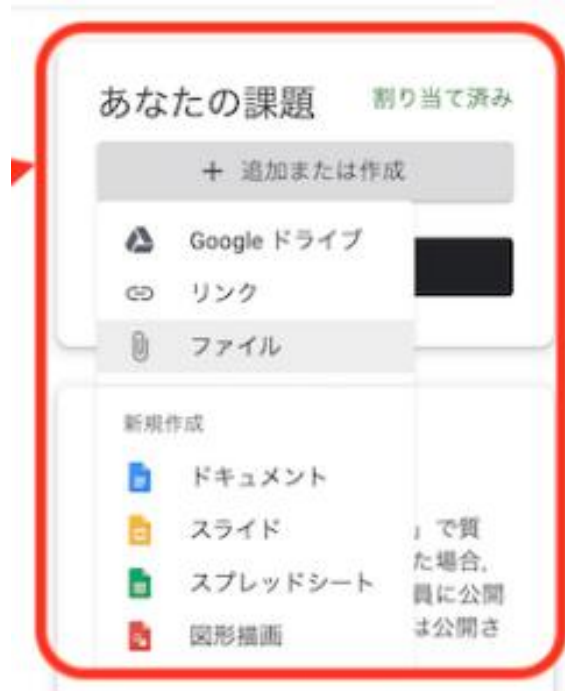 あなたの課題 割り当て済み
+ 追加または作成
Google ドライブ
リンク
ファイル
新規作成
ドキュメント
スライド
」で質
た場合,
スプレッドシート
員に公開
図形描画
は公開さ